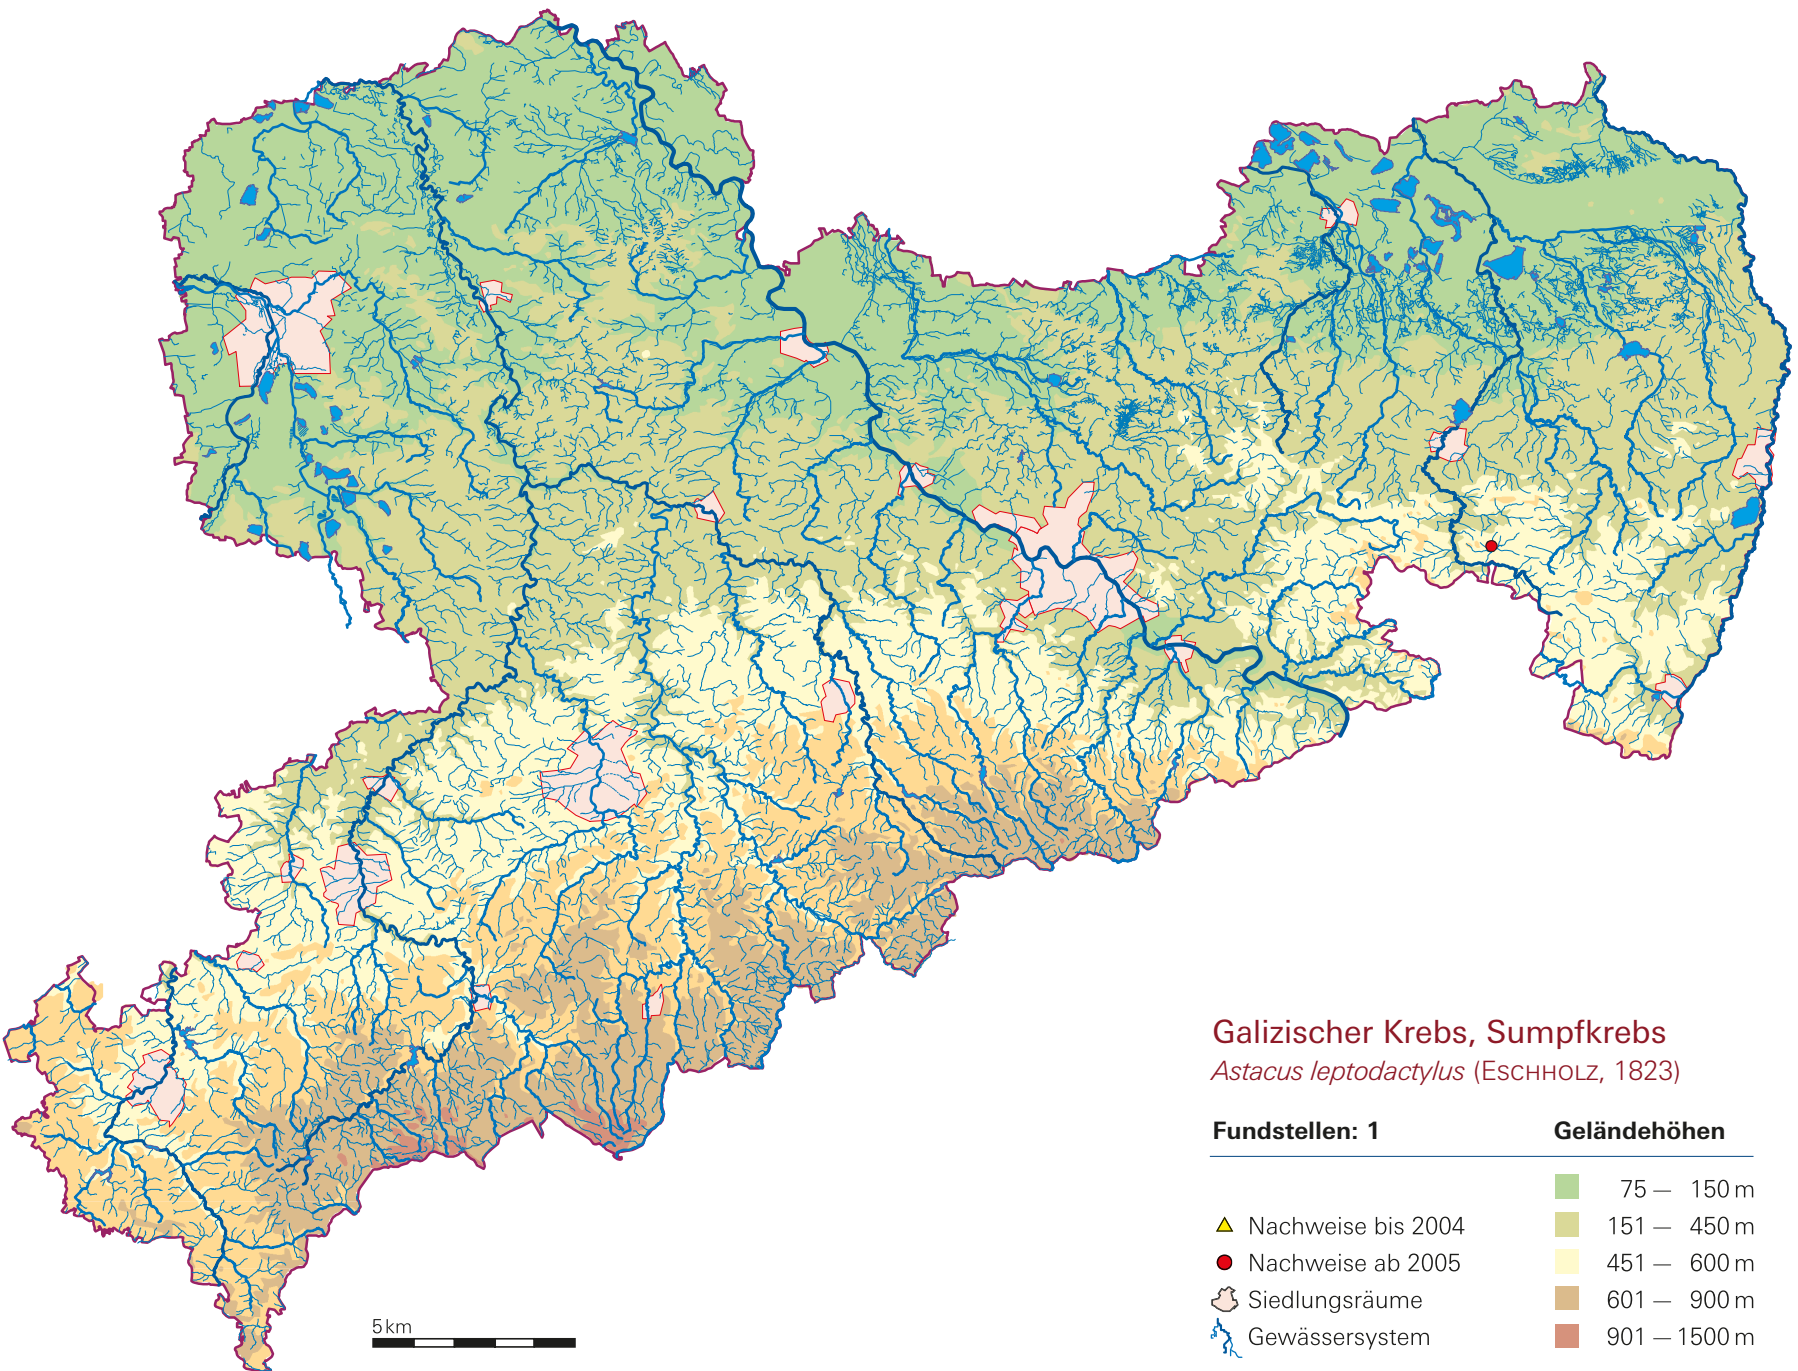 Galizischer Krebs, Sumpfkrebs
Astacus leptodactylus (ESCHHOLZ, 1823)
Fundstellen: 1
Geländehöhen
75 — 150 m
Nachweise bis 2004
151 — 450 m
Nachweise ab 2005
451 — 600 m
Siedlungsräume
601 — 900 m
Gewässersystem
901 — 1500 m
5 km